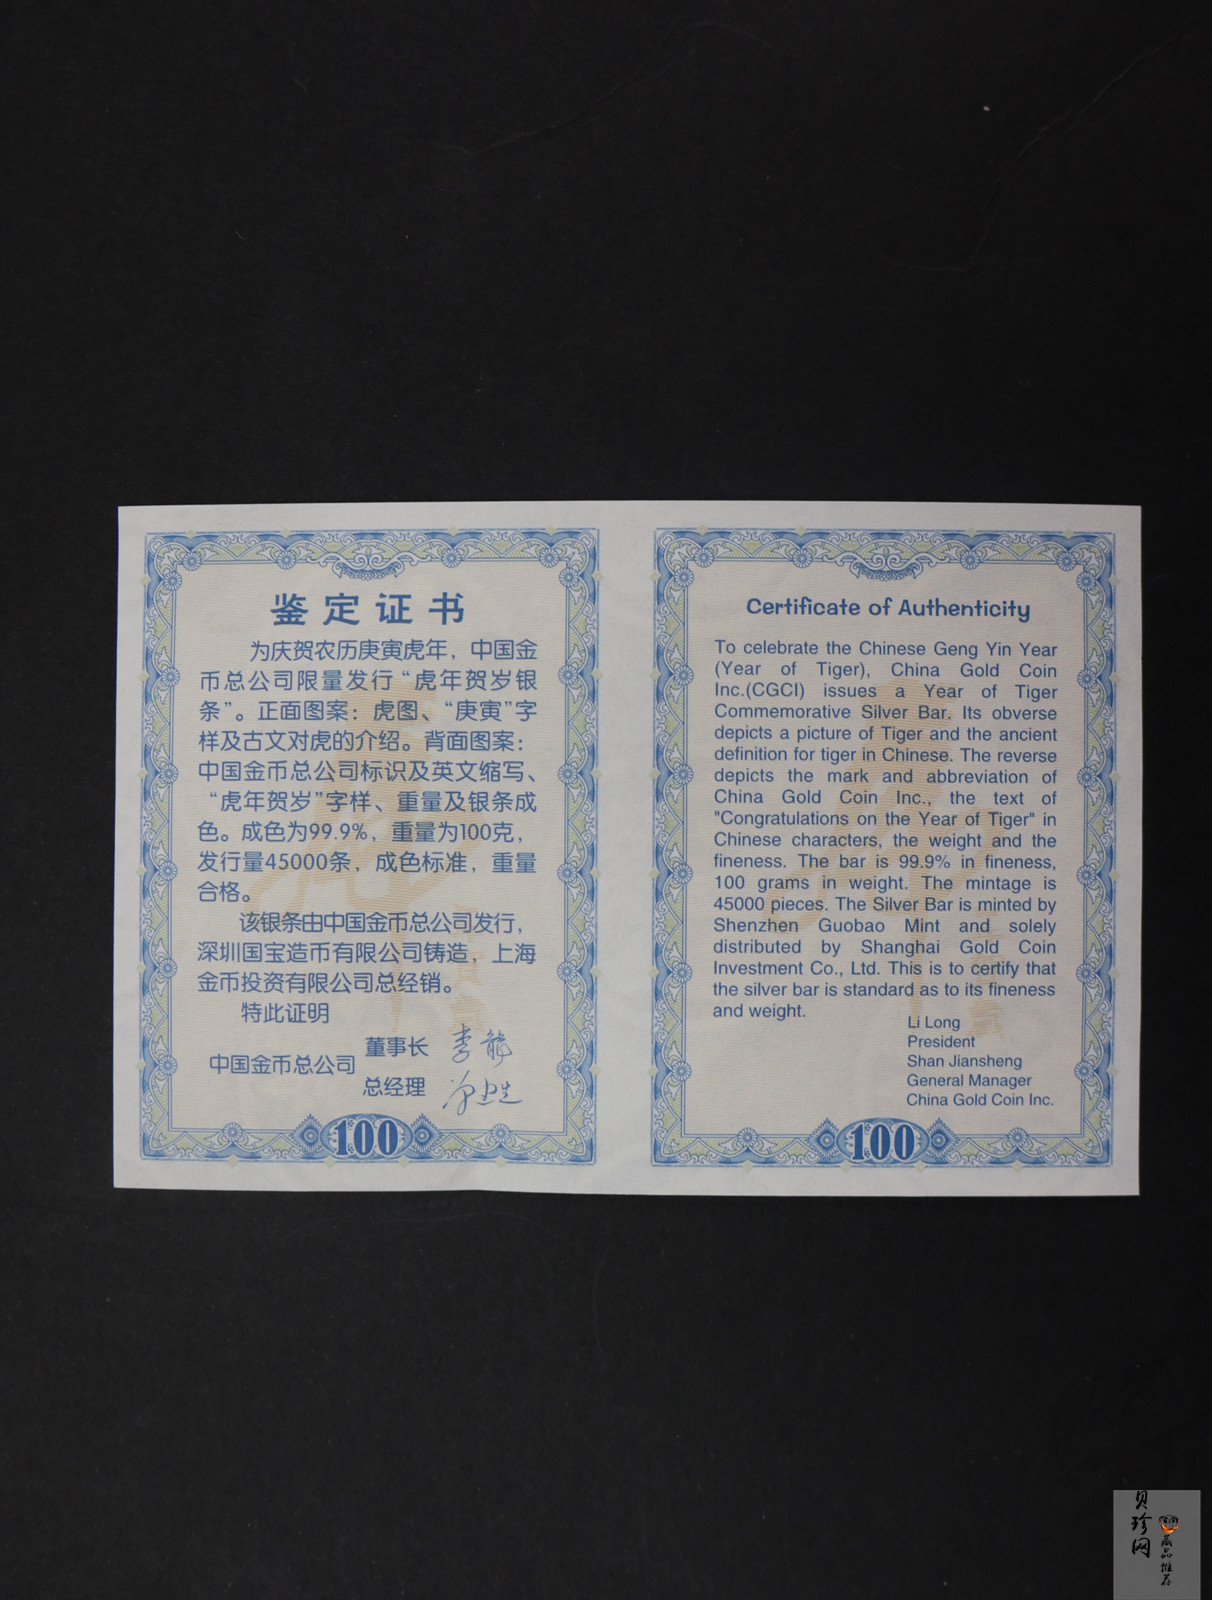 鉴定证书
为庆贺农历庚寅虎年，中国金
币总公司限量发行“虎年贺岁银
条”。正面图案：虎图、“庚寅”字
样及古文对虎的介绍。背面图案：
中国金币总公司标识及英文缩写、
“虎年贺岁”字样、重量及银条成
色。成色为99.9%，重量为100克，
发行量45000条，成色标准，重量
合格。
该银条由中国金币总公司发行，
深圳国宝造币有限公司铸造，上海
金币投资有限公司总经销。
特此证明
中国金币总公司
董事长 李龍
总经理
100
Certificate of Authenticity
To celebrate the Chinese Geng Yin Year
(Year of Tiger), China Gold Coin
Inc.(CGCI) issues a Year of Tiger
Commemorative Silver Bar. Its obverse
depicts a picture of Tiger and the ancient
definition for tiger in Chinese. The reverse
depicts the mark and abbreviation of
China Gold Coin Inc., the text of
"Congratulations on the Year of Tiger" in
Chinese characters, the weight and the
fineness. The bar is 99.9% in fineness,
100 grams in weight. The mintage is
45000 pieces. The Silver Bar is minted by
Shenzhen Guobao Mint and solely
distributed by Shanghai Gold Coin
Investment Co., Ltd. This is to certify that
the silver bar is standard as to its fineness
and weight.
Li Long
President
Shan Jiansheng
General Manager
China Gold Coin Inc.
100
贝珍网
藏品推荐